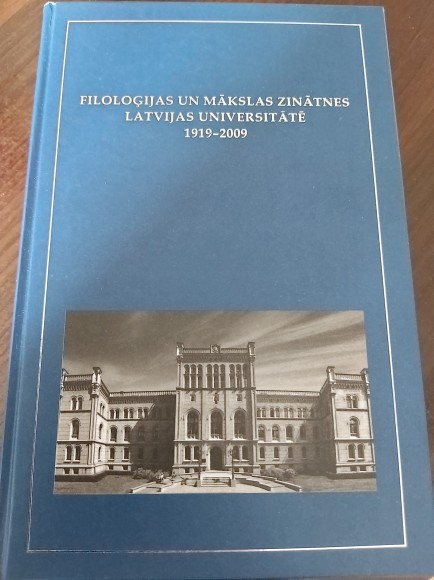 FILOLOĢIJAS UN MĀKSLAS ZINĀTNES
LATVIJAS UNIVERSITĀTĒ
1919–2009